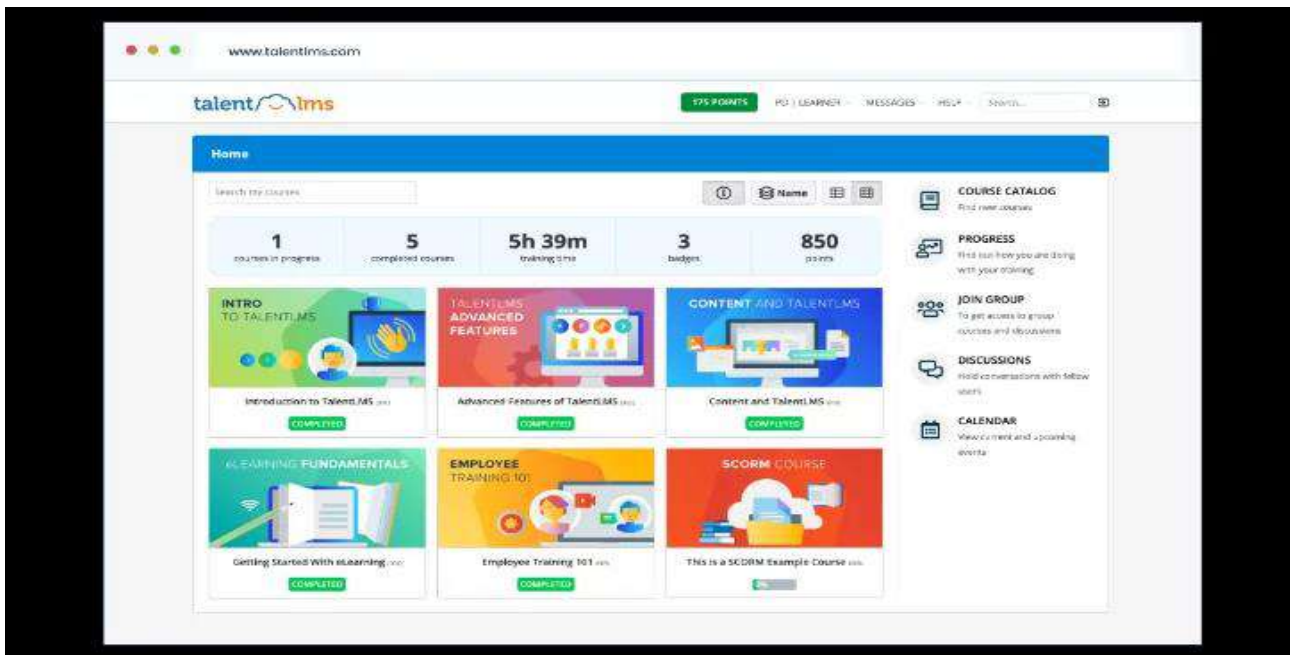 www.talentlms.com
talentlms
175 POINTS
LEARNER
MESSAGES
HELP
Search...
Home
Search my courses
Name
1
courses in progress
5
completed courses
5h 39m
training time
3
badges
850
points
INTRO
TO TALENTLMS
TALENTLMS
ADVANCED
FEATURES
CONTENT AND TALENTLMS
Introduction to TalentLMS
Advanced Features of TalentLMS
Content and TalentLMS
COMPLETED
COMPLETED
COMPLETED
eLEARNING FUNDAMENTALS
EMPLOYEE
TRAINING 101
SCORM COURSE
Getting Started With eLearning
Employee Training 101
This is a SCORM Example Course
COMPLETED
COMPLETED
COURSE CATALOG
Find new courses
PROGRESS
Find out how you are doing
with your training
JOIN GROUP
To get access to group
courses and discussions
DISCUSSIONS
Hold conversations with fellow
users
CALENDAR
View current and upcoming
events